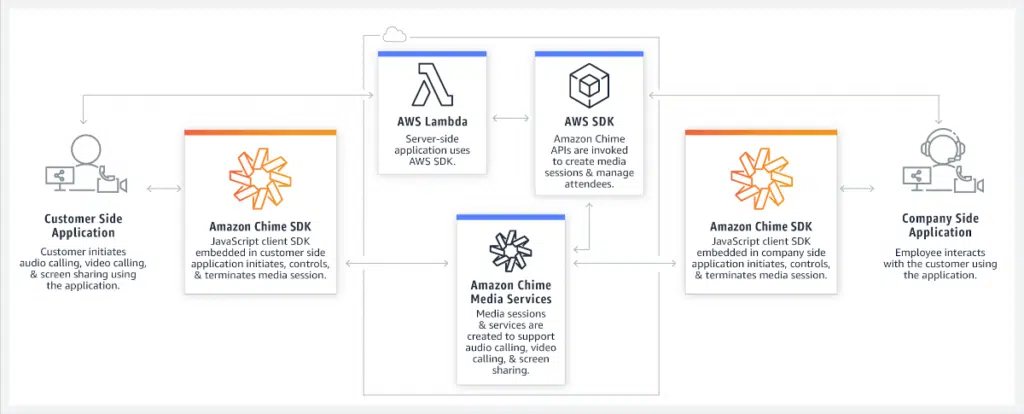 AWS Lambda
Server-side
application uses
AWS SDK.
AWS SDK
Amazon Chime
APIs are invoked
to create media
sessions & manage
attendees.
Customer Side
Application
Customer initiates
audio calling, video calling,
& screen sharing using
the application.
Amazon Chime SDK
JavaScript client SDK
embedded in customer side
application initiates, controls,
& terminates media session.
Amazon Chime
Media Services
Media sessions
& services are
created to support
audio calling, video
calling, & screen
sharing.
Amazon Chime SDK
JavaScript client SDK
embedded in company side
application initiates, controls,
& terminates media session.
Company Side
Application
Employee interacts
with the customer using
the application.